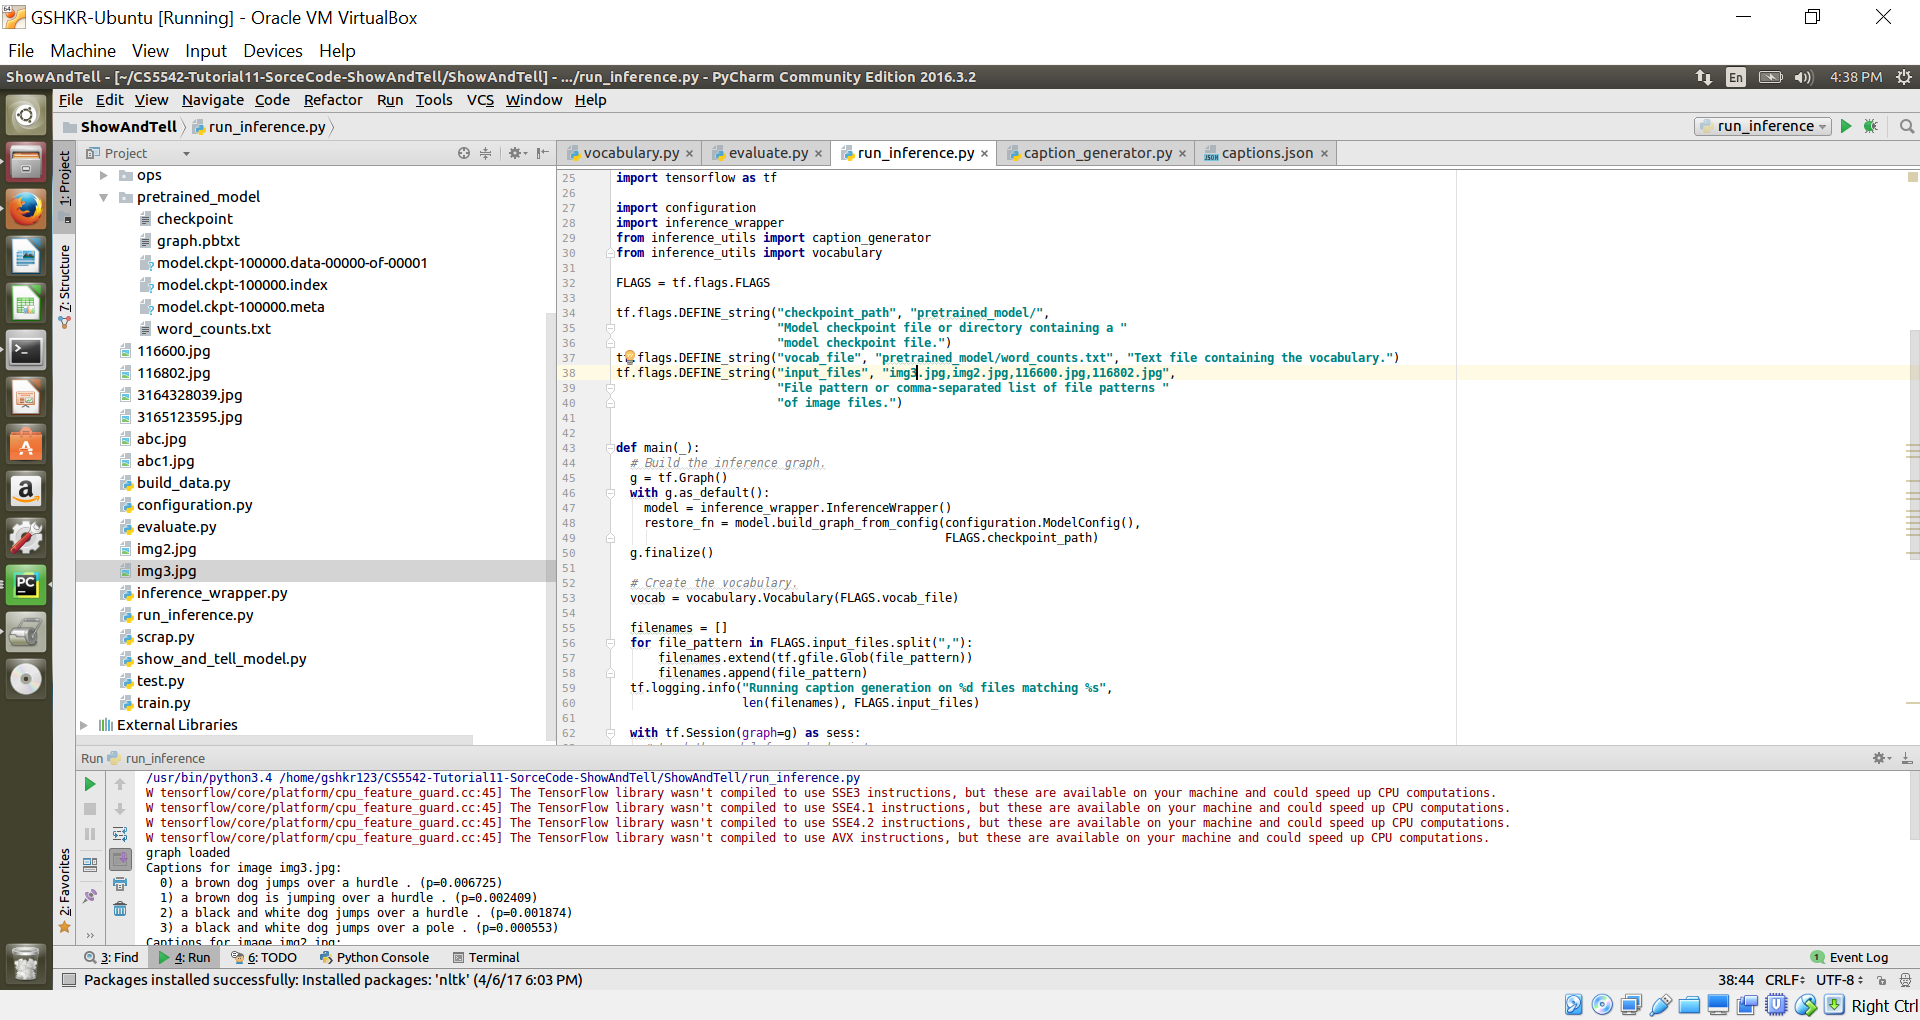 GSHKR-Ubuntu [Running] - Oracle VM VirtualBox
File Machine View Input Devices Help
ShowAndTell - [~/CS5542-Tutorial11-SorceCode-ShowAndTell/ShowAndTell] - .../run_inference.py - PyCharm Community Edition 2016.3.2
En 4:38 PM
File Edit View Navigate Code Refactor Run Tools VCS Window Help
ShowAndTell run_inference.py run_inference
Project
vocabulary.py evaluate.py run_inference.py caption_generator.py captions.json
1: Project
7: Structure
2: Favorites
ops
pretrained_model
checkpoint
graph.pbtxt
model.ckpt-100000.data-00000-of-00001
model.ckpt-100000.index
model.ckpt-100000.meta
word_counts.txt
116600.jpg
116802.jpg
3164328039.jpg
3165123595.jpg
abc.jpg
abc1.jpg
build_data.py
configuration.py
evaluate.py
img2.jpg
img3.jpg
inference_wrapper.py
run_inference.py
scrap.py
show_and_tell_model.py
test.py
train.py
External Libraries
25 import tensorflow as tf
26
27 import configuration
28 import inference_wrapper
29 from inference_utils import caption_generator
30 from inference_utils import vocabulary
31
32 FLAGS = tf.flags.FLAGS
33
34 tf.flags.DEFINE_string("checkpoint_path", "pretrained_model/",
35 "Model checkpoint file or directory containing a "
36 "model checkpoint file.")
37 tf.flags.DEFINE_string("vocab_file", "pretrained_model/word_counts.txt", "Text file containing the vocabulary.")
38 tf.flags.DEFINE_string("input_files", "img3.jpg,img2.jpg,116600.jpg,116802.jpg",
39 "File pattern or comma-separated list of file patterns "
40 "of image files.")
41
42
43 def main(_):
44 # Build the inference graph.
45 g = tf.Graph()
46 with g.as_default():
47 model = inference_wrapper.InferenceWrapper()
48 restore_fn = model.build_graph_from_config(configuration.ModelConfig(),
49 FLAGS.checkpoint_path)
50 g.finalize()
51
52 # Create the vocabulary.
53 vocab = vocabulary.Vocabulary(FLAGS.vocab_file)
54
55 filenames = []
56 for file_pattern in FLAGS.input_files.split(","):
57 filenames.extend(tf.gfile.Glob(file_pattern))
58 filenames.append(file_pattern)
59 tf.logging.info("Running caption generation on %d files matching %s",
60 len(filenames), FLAGS.input_files)
61
62 with tf.Session(graph=g) as sess:
Run run_inference
/usr/bin/python3.4 /home/gshkr123/CS5542-Tutorial11-SorceCode-ShowAndTell/ShowAndTell/run_inference.py
W tensorflow/core/platform/cpu_feature_guard.cc:45] The TensorFlow library wasn't compiled to use SSE3 instructions, but these are available on your machine and could speed up CPU computations.
W tensorflow/core/platform/cpu_feature_guard.cc:45] The TensorFlow library wasn't compiled to use SSE4.1 instructions, but these are available on your machine and could speed up CPU computations.
W tensorflow/core/platform/cpu_feature_guard.cc:45] The TensorFlow library wasn't compiled to use SSE4.2 instructions, but these are available on your machine and could speed up CPU computations.
W tensorflow/core/platform/cpu_feature_guard.cc:45] The TensorFlow library wasn't compiled to use AVX instructions, but these are available on your machine and could speed up CPU computations.
graph loaded
Captions for image img3.jpg:
0) a brown dog jumps over a hurdle . (p=0.006725)
1) a brown dog is jumping over a hurdle . (p=0.002409)
2) a black and white dog jumps over a hurdle . (p=0.001874)
3) a black and white dog jumps over a pole . (p=0.000553)
Captions for image img2.jpg:
3: Find 4: Run 6: TODO Python Console Terminal 1 Event Log
Packages installed successfully: Installed packages: 'nltk' (4/6/17 6:03 PM) 38:44 CRLF UTF-8
Right Ctrl